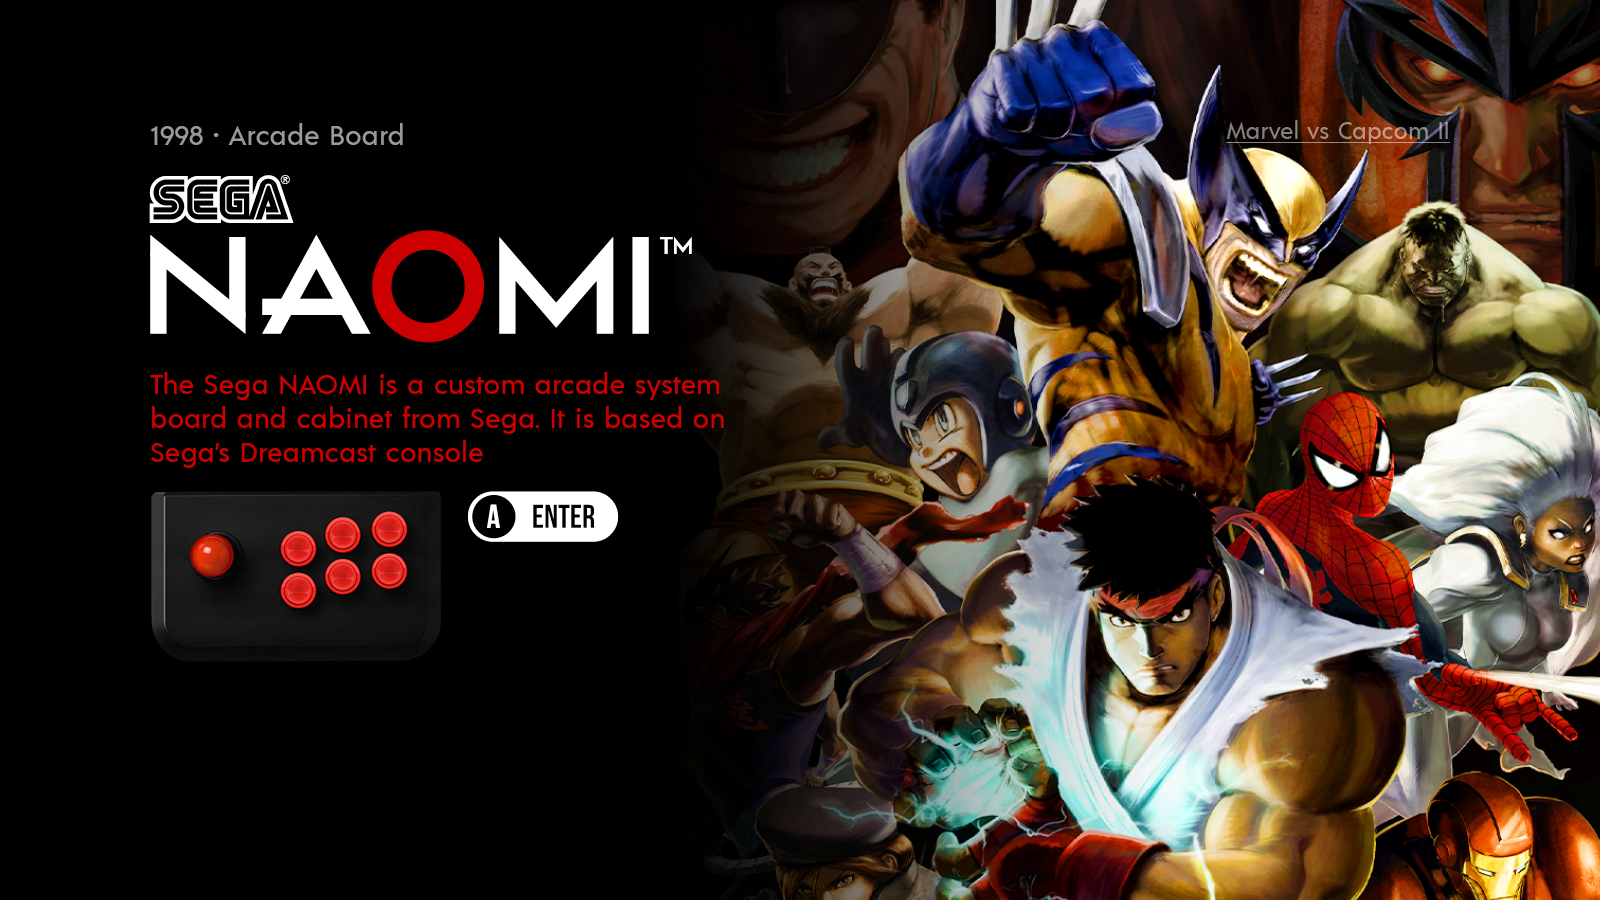 1998 · Arcade Board
Marvel vs Capcom II
SEGA®
NAOMI™
The Sega NAOMI is a custom arcade system
board and cabinet from Sega. It is based on
Sega's Dreamcast console
A ENTER